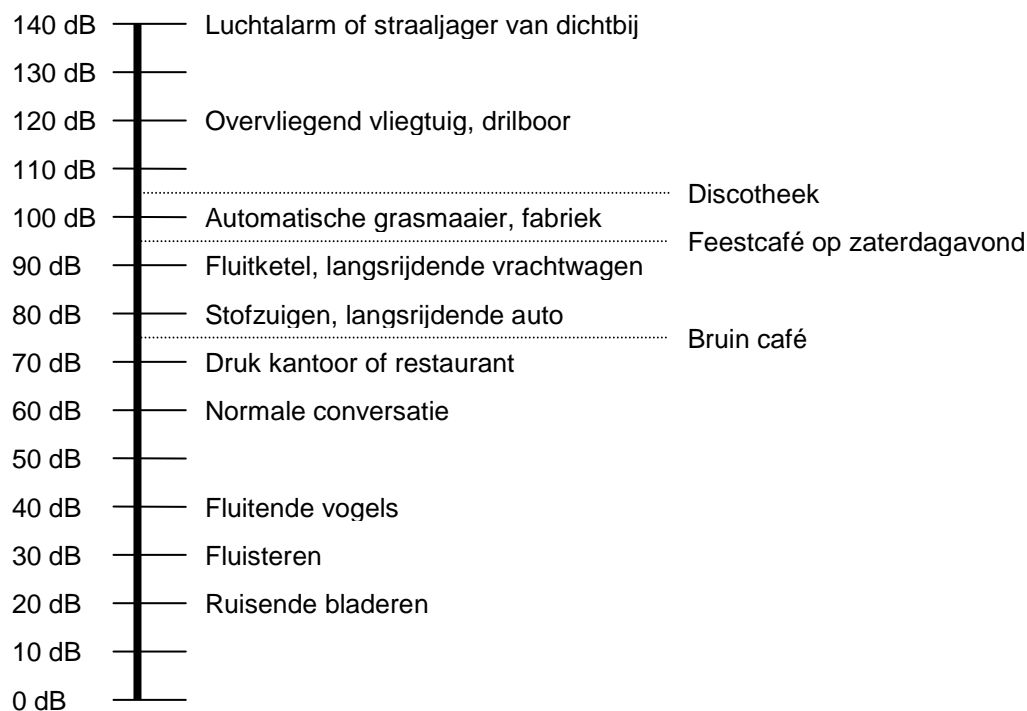 140 dB Luchtalarm of straaljager van dichtbij
130 dB
120 dB Overvliegend vliegtuig, drilboor
110 dB
Discotheek
100 dB Automatische grasmaaier, fabriek
Feestcafé op zaterdagavond
90 dB Fluitketel, langsrijdende vrachtwagen
80 dB Stofzuigen, langsrijdende auto
Bruin café
70 dB Druk kantoor of restaurant
60 dB Normale conversatie
50 dB
40 dB Fluitende vogels
30 dB Fluisteren
20 dB Ruisende bladeren
10 dB
0 dB